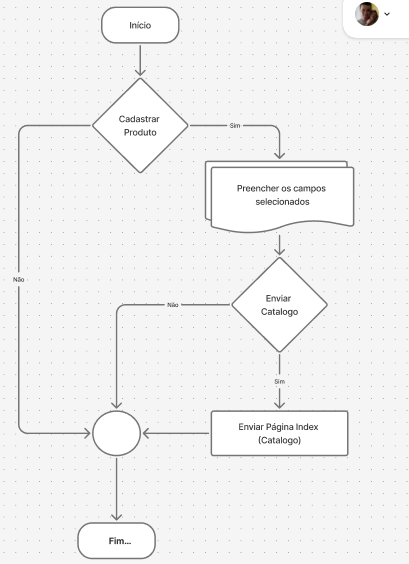 Início
Cadastrar
Produto
Sim
Preencher os campos
selecionados
Não
Enviar
Catalogo
Não
Sim
Enviar Página Index
(Catalogo)
Fim...